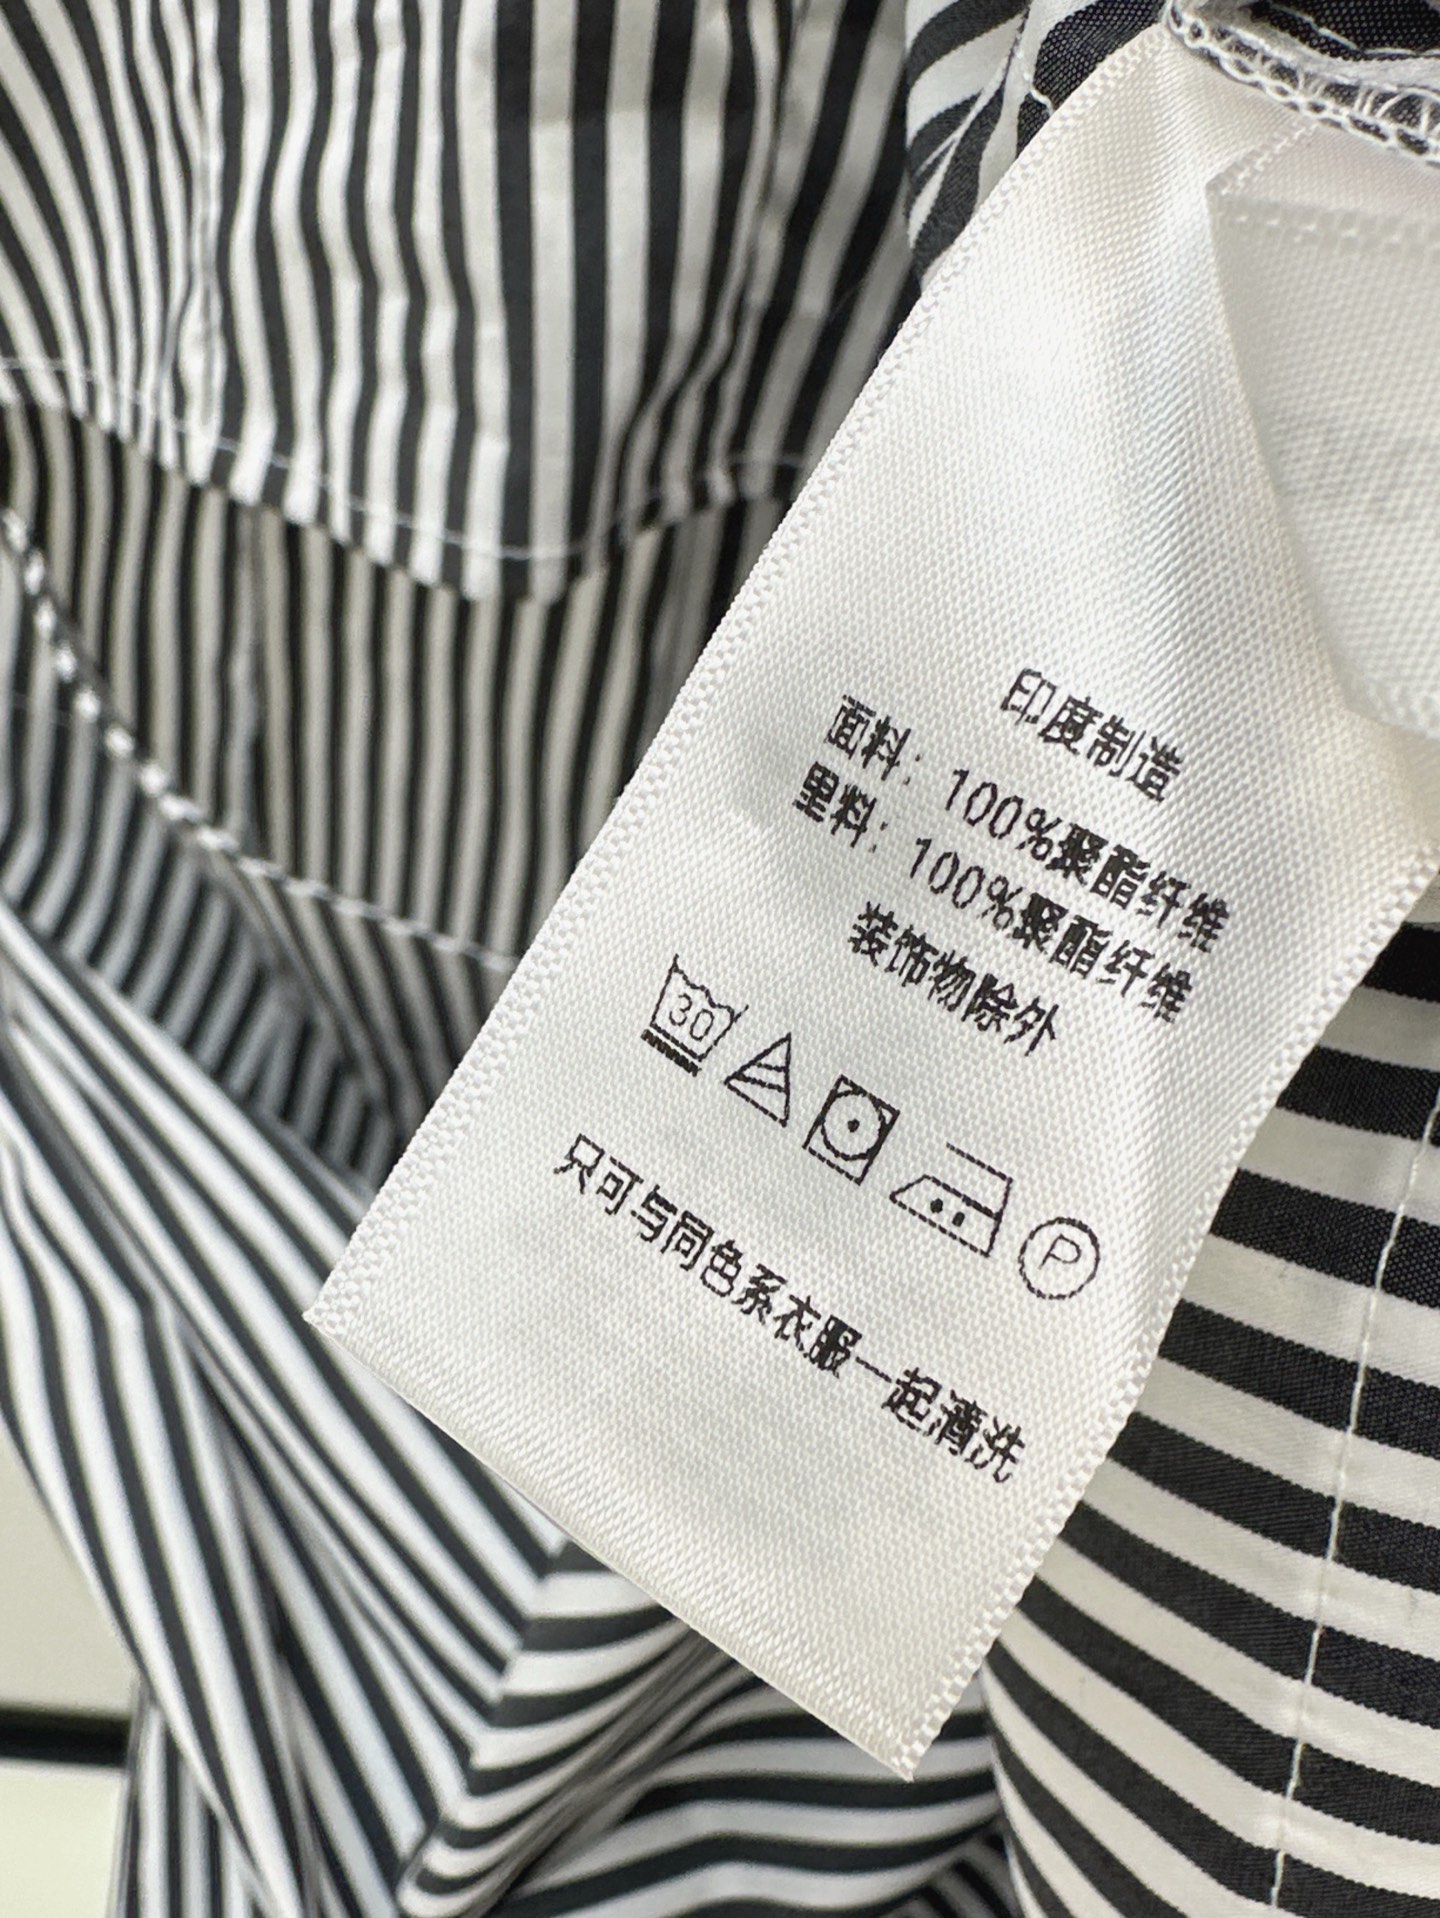 印度制造
面料：100%聚酯纤维
里料：100%聚酯纤维
装饰物除外
30
P
只可与同色系衣服一起清洗